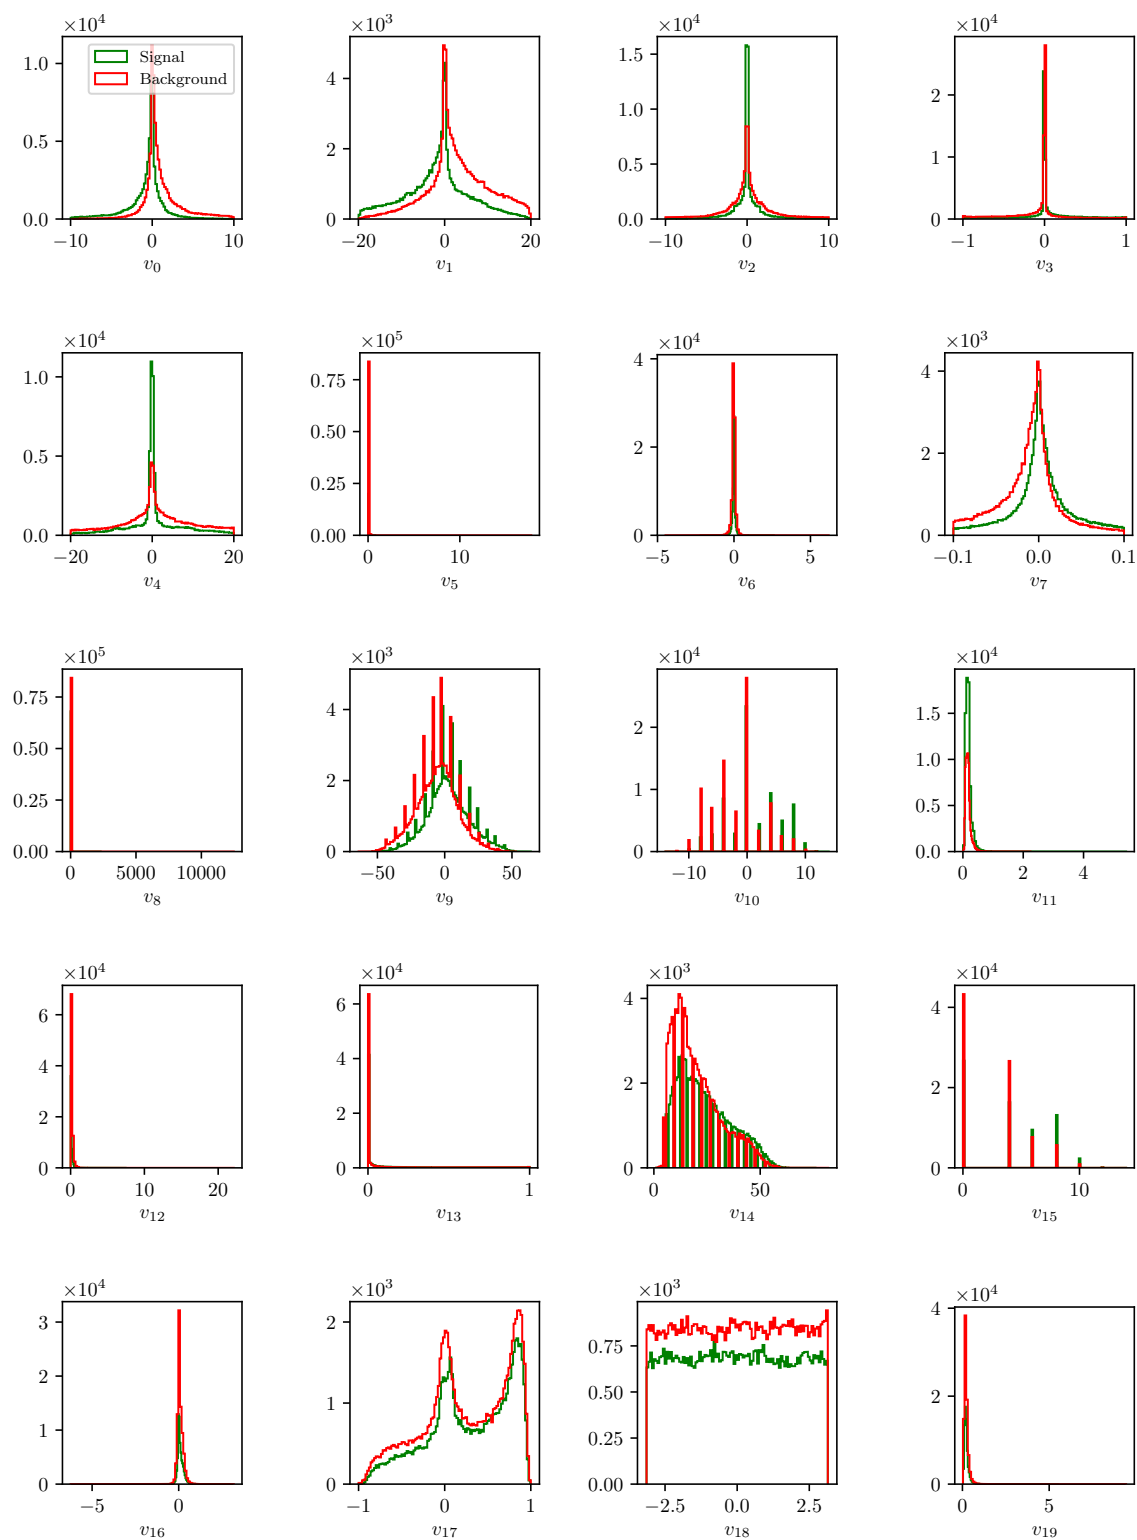 ×10⁴ ×10³ ×10⁴ ×10⁴
Signal
Background
1.0 0.5 0.0 4 2 0 1.5 1.0 0.5 0.0 2 1 0
−10 0 10 −20 0 20 −10 0 10 −1 0 1
v₀ v₁ v₂ v₃
×10⁴ ×10⁵ ×10⁴ ×10³
1.0 0.5 0.0 0.75 0.50 0.25 0.00 4 2 0 4 2 0
−20 0 20 0 10 −5 0 5 −0.1 0.0 0.1
v₄ v₅ v₆ v₇
×10⁵ ×10³ ×10⁴ ×10⁴
0.75 0.50 0.25 0.00 4 2 0 2 1 0 1.5 1.0 0.5 0.0
0 5000 10000 −50 0 50 −10 0 10 0 2 4
v₈ v₉ v₁₀ v₁₁
×10⁴ ×10⁴ ×10³ ×10⁴
6 4 2 0 6 4 2 0 4 2 0 4 2 0
0 10 20 0 1 0 50 0 10
v₁₂ v₁₃ v₁₄ v₁₅
×10⁴ ×10³ ×10³ ×10⁴
3 2 1 0 2 1 0 0.75 0.50 0.25 0.00 4 2 0
−5 0 −1 0 1 −2.5 0.0 2.5 0 5
v₁₆ v₁₇ v₁₈ v₁₉